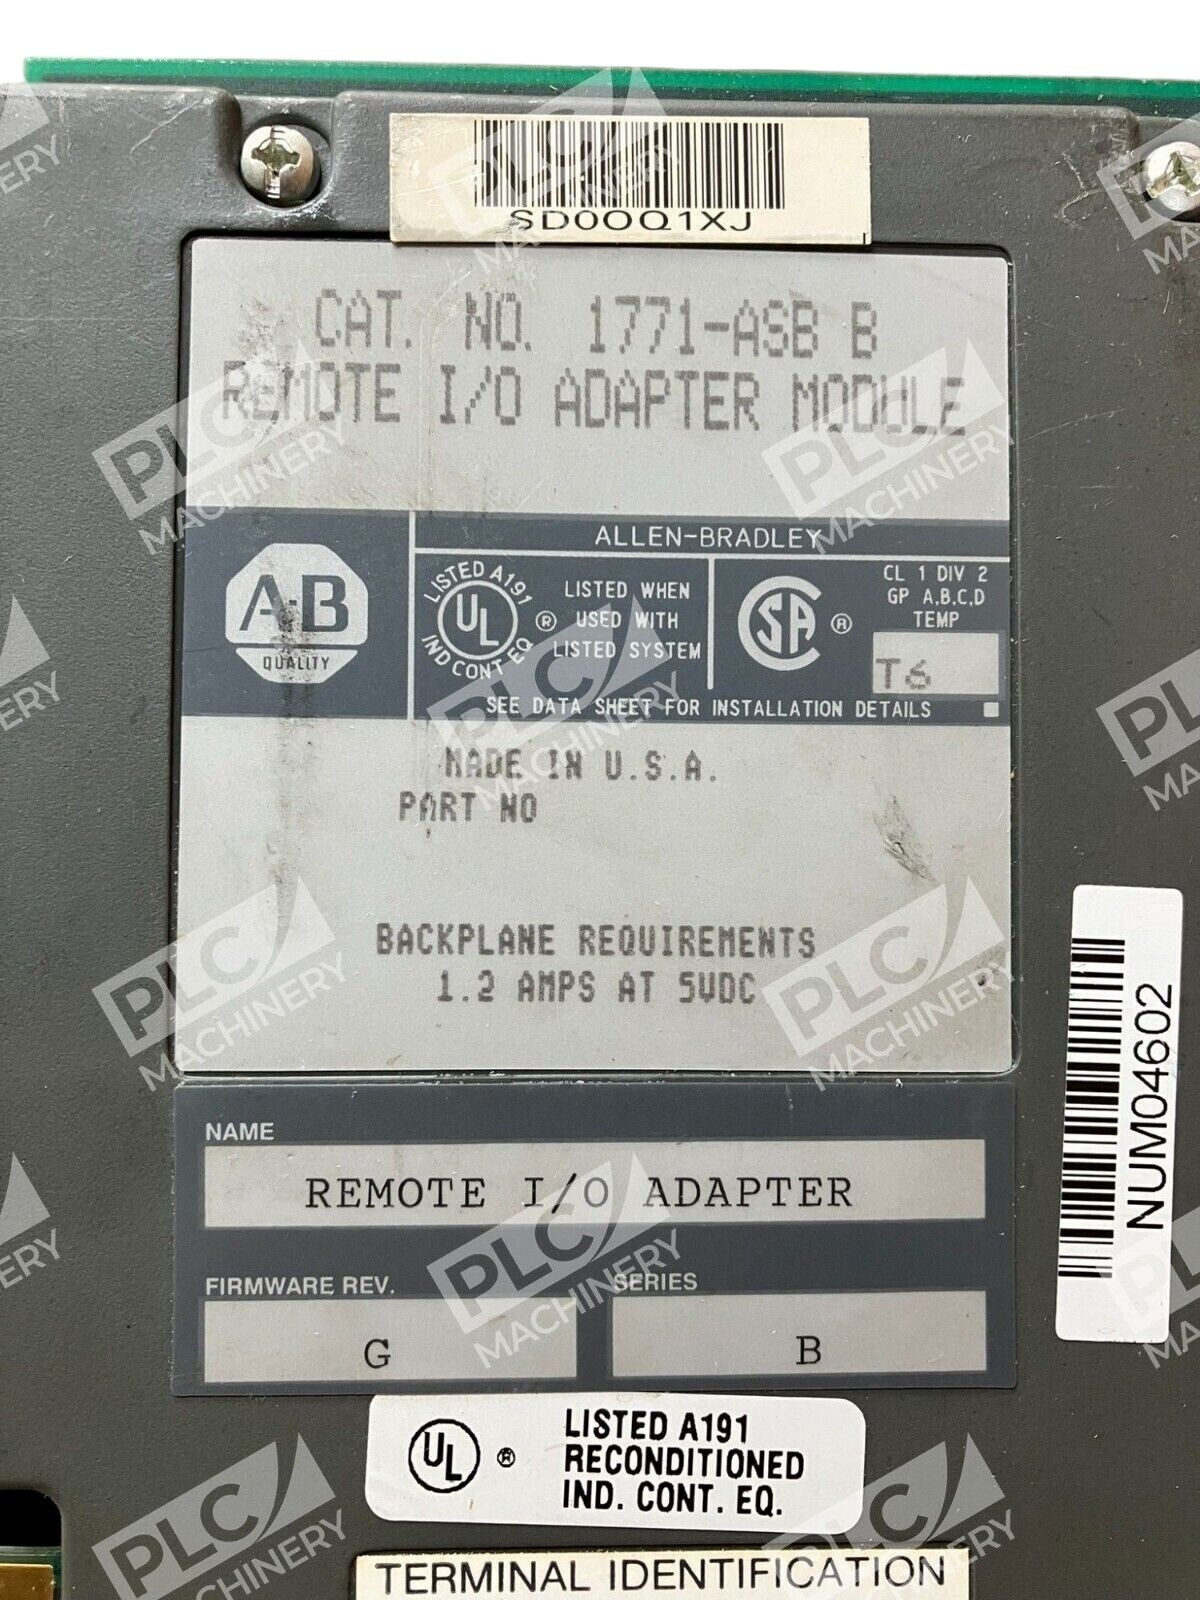 SD0OQ1XJ
CAT. NO. 1771-ASB B
REMOTE I/O ADAPTER MODULE
ALLEN-BRADLEY
A-B
QUALITY
LISTED A191
UL ®
IND CONT EQ
LISTED WHEN
USED WITH
LISTED SYSTEM
SA ®
CL 1 DIV 2
GP A,B,C,D
TEMP
T6
SEE DATA SHEET FOR INSTALLATION DETAILS
MADE IN U.S.A.
PART NO
BACKPLANE REQUIREMENTS
1.2 AMPS AT 5VDC
NUM04602
NAME
REMOTE I/O ADAPTER
FIRMWARE REV.
SERIES
G
B
UL ®
LISTED A191
RECONDITIONED
IND. CONT. EQ.
TERMINAL IDENTIFICATION
PLC
MACHINERY